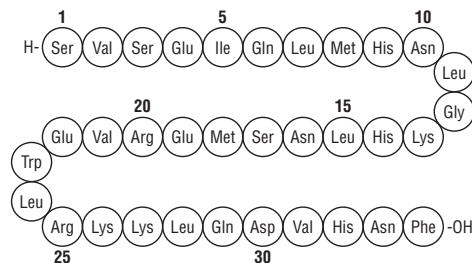 1 5 10
H- Ser Val Ser Glu Ile Gln Leu Met His Asn
Leu
Gly
20 15
Glu Val Arg Glu Met Ser Asn Leu His Lys
Trp
Leu
Arg Lys Lys Leu Gln Asp Val His Asn Phe -OH
25 30